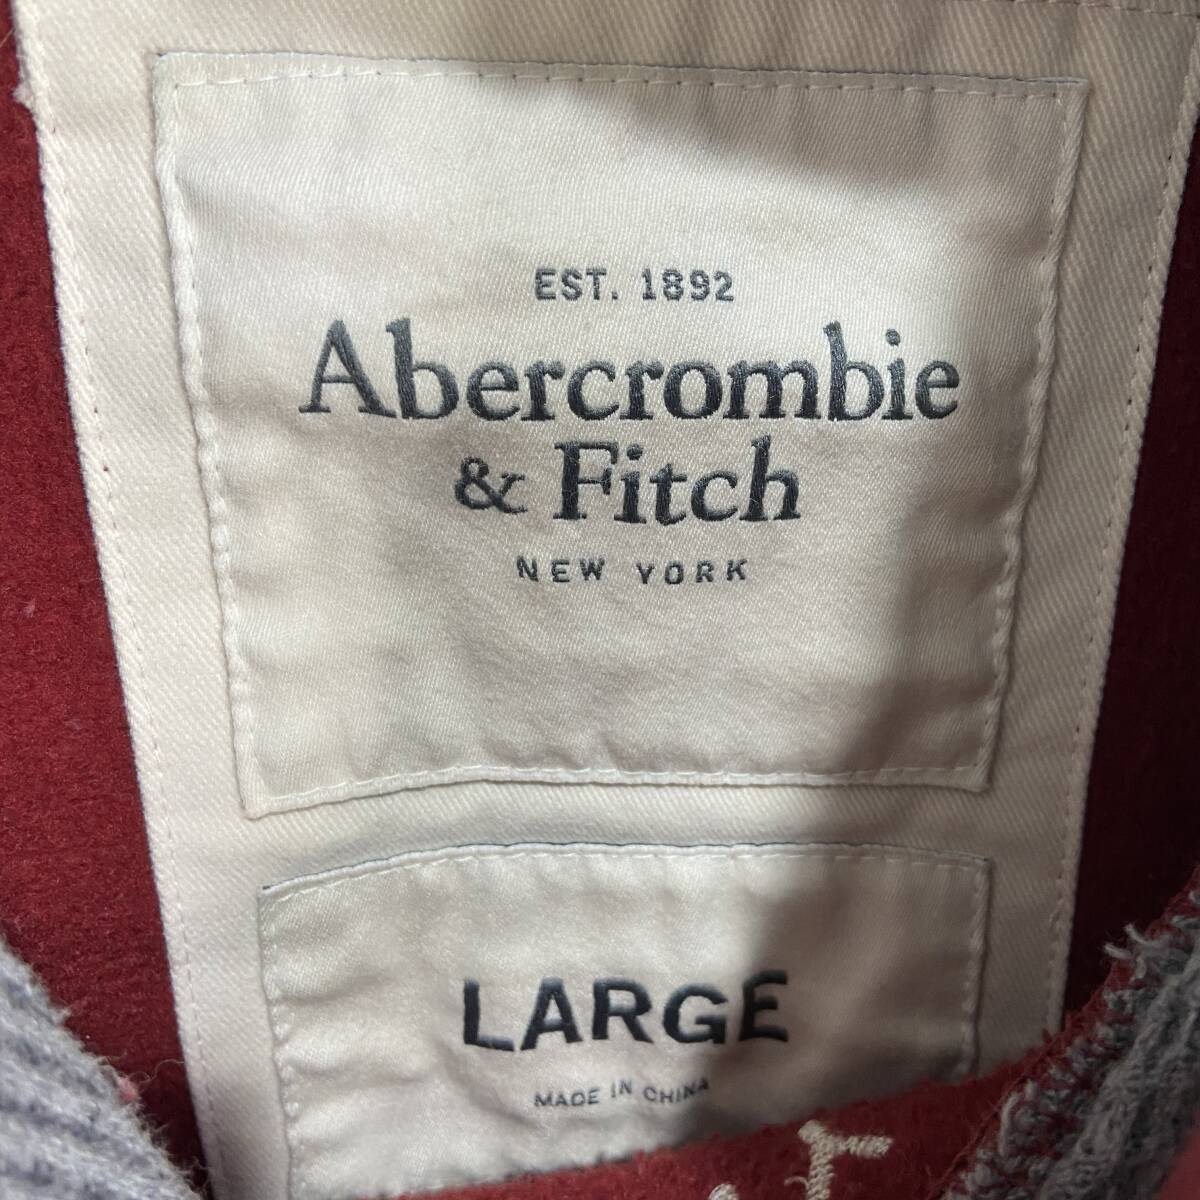 EST. 1892
Abercrombie
& Fitch
NEW YORK
LARGE
MADE IN CHINA